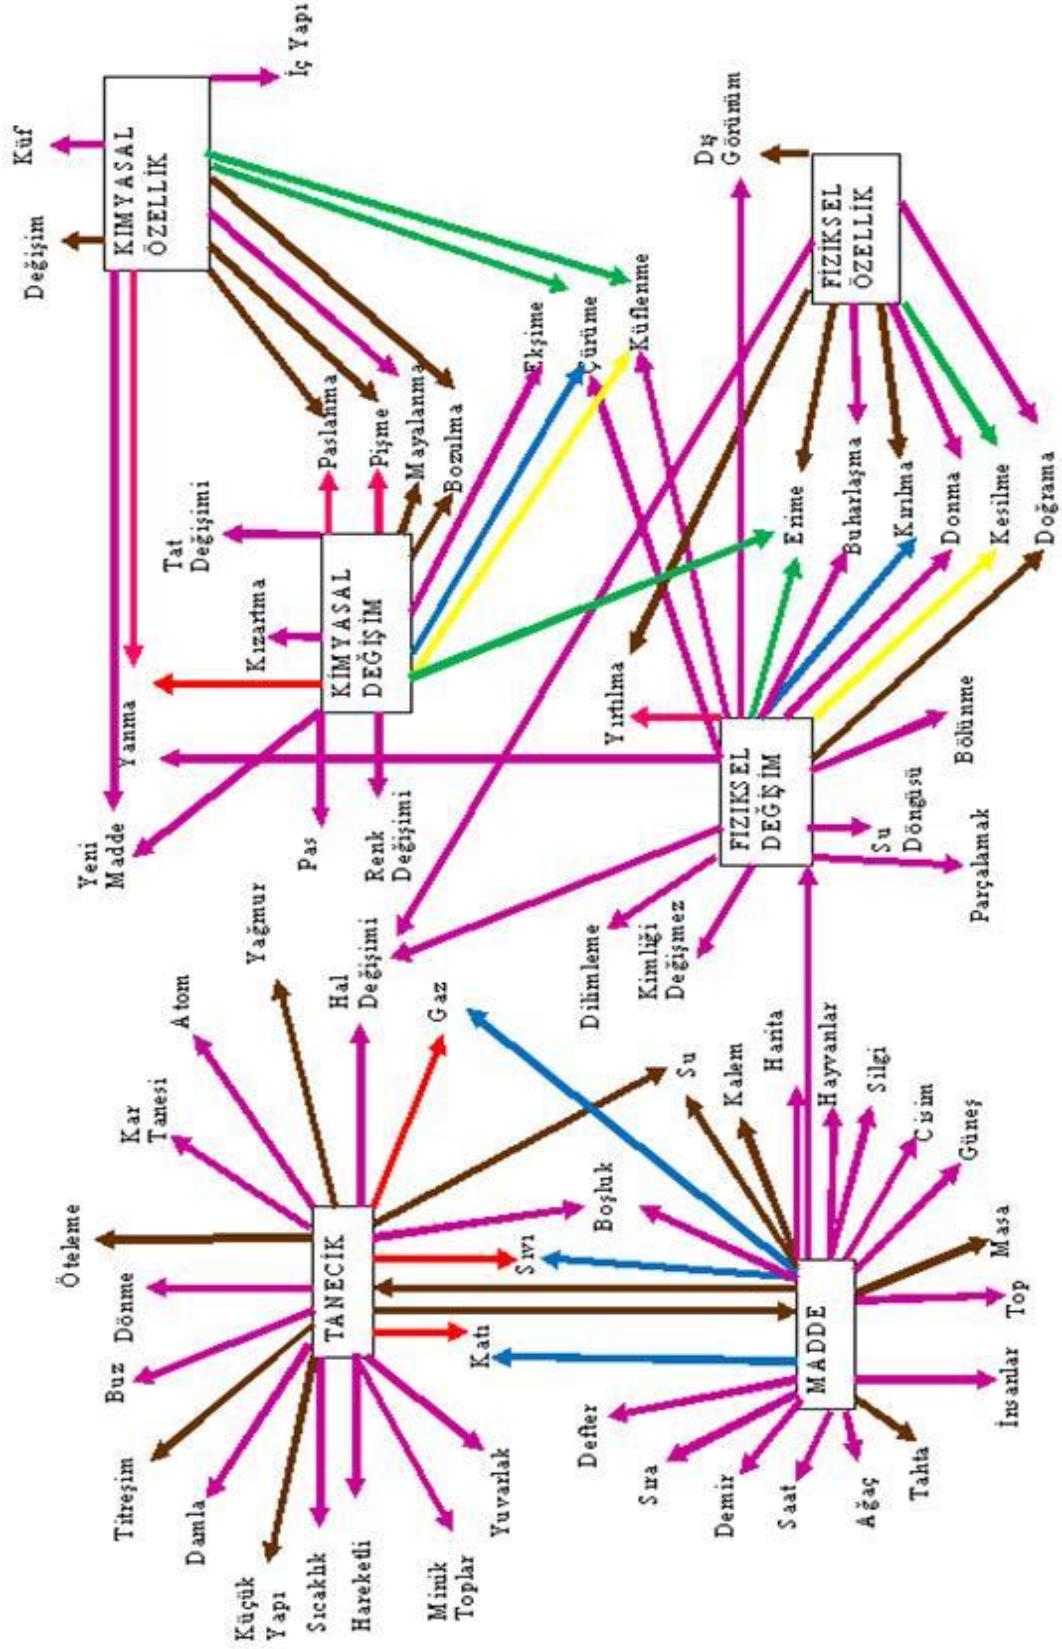 Küf
Değişim
KİMYASAL
ÖZELLİK
İç Yapı
Dış
Görünüm
FİZİKSEL
ÖZELLİK
Ekşime
Çürüme
Küflenme
Paslanma
Pişme
Mayalanma
Bozulma
Tat
Değişimi
Kızartma
KİMYASAL
DEĞİŞİM
Yanma
Yeni
Madde
Pas
Renk
Değişimi
Erime
Buharlaşma
Kırılma
Donma
Kesilme
Doğrama
Yırtılma
FİZİKSEL
DEĞİŞİM
Bölünme
Su
Döngüsü
Parçalamak
Dilimleme
Kimliği
Değişmez
Hal
Değişimi
Yağmur
Atom
Kar
Tanesi
Öteleme
Dönme
Buz
Titreşim
Damla
Küçük
Yapı
Sıcaklık
Hareketli
Minik
Toplar
Yuvarlak
TANECİK
Gaz
Sıvı
Katı
Boşluk
Su
Kalem
Harita
Hayvanlar
Silgi
Cisim
Güneş
Masa
Top
İnsanlar
Tahta
Ağaç
Saat
Demir
Sıra
Defter
MADDE